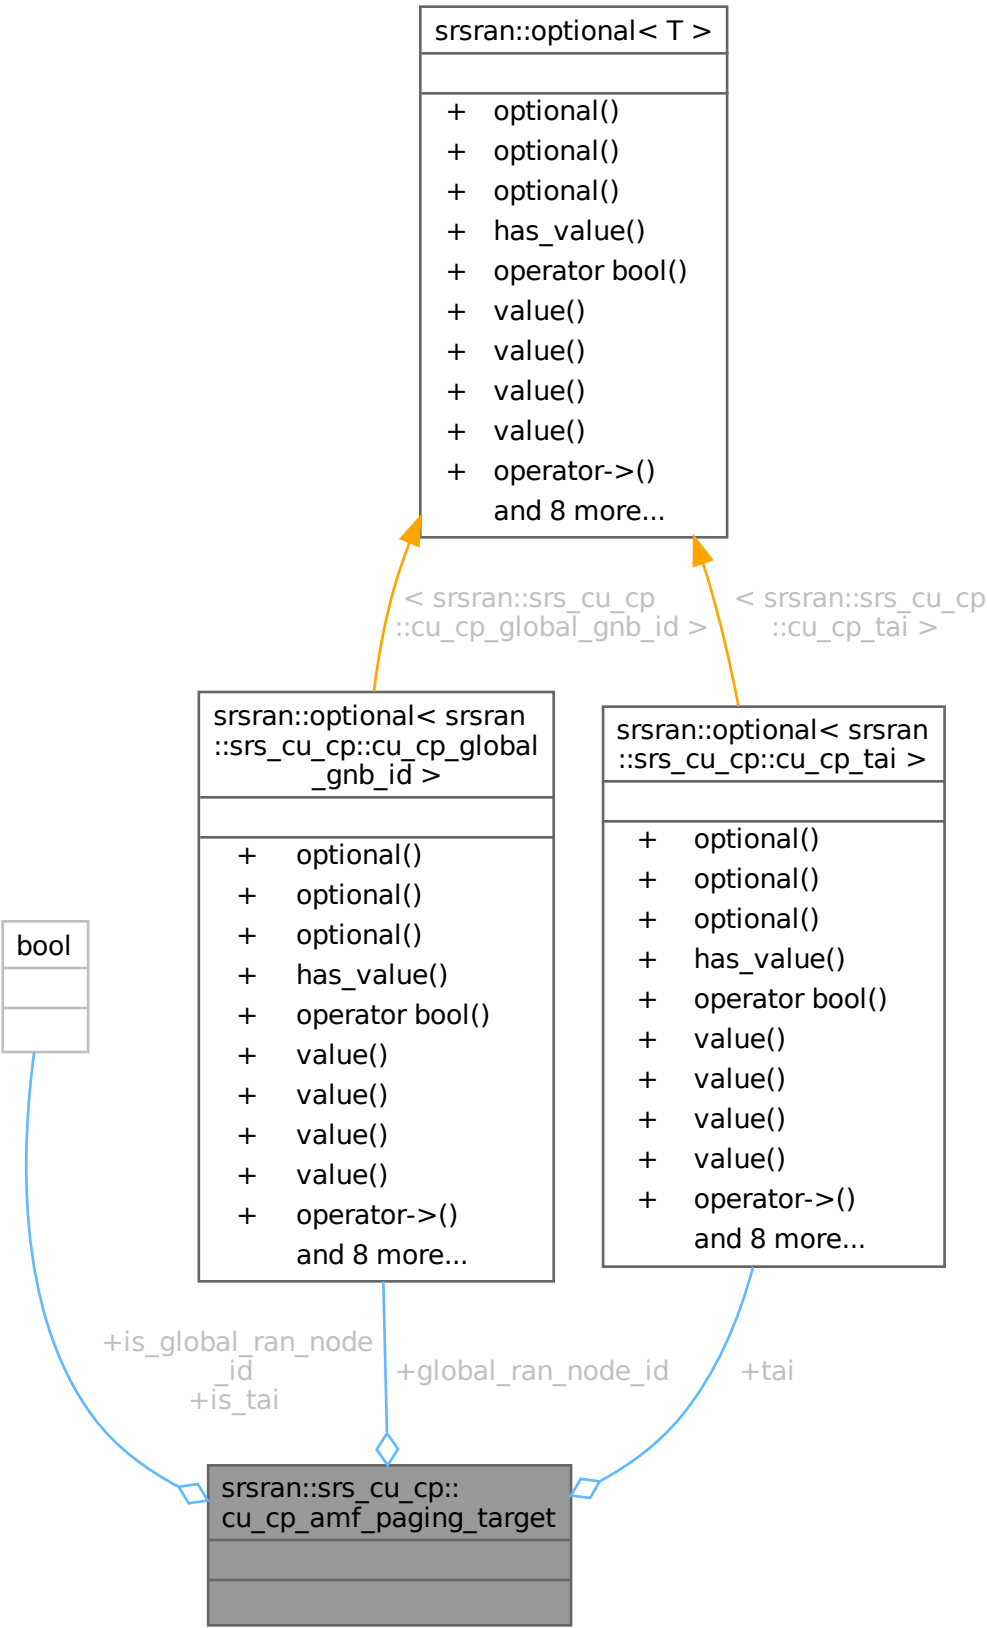 srsran::optional< T >
+ optional()
+ optional()
+ optional()
+ has_value()
+ operator bool()
+ value()
+ value()
+ value()
+ value()
+ operator->()
and 8 more...
< srsran::srs_cu_cp
::cu_cp_global_gnb_id >
< srsran::srs_cu_cp
::cu_cp_tai >
srsran::optional< srsran
::srs_cu_cp::cu_cp_global
_gnb_id >
+ optional()
+ optional()
+ optional()
+ has_value()
+ operator bool()
+ value()
+ value()
+ value()
+ value()
+ operator->()
and 8 more...
srsran::optional< srsran
::srs_cu_cp::cu_cp_tai >
+ optional()
+ optional()
+ optional()
+ has_value()
+ operator bool()
+ value()
+ value()
+ value()
+ value()
+ operator->()
and 8 more...
bool
+is_global_ran_node
_id
+is_tai
+global_ran_node_id
+tai
srsran::srs_cu_cp::
cu_cp_amf_paging_target